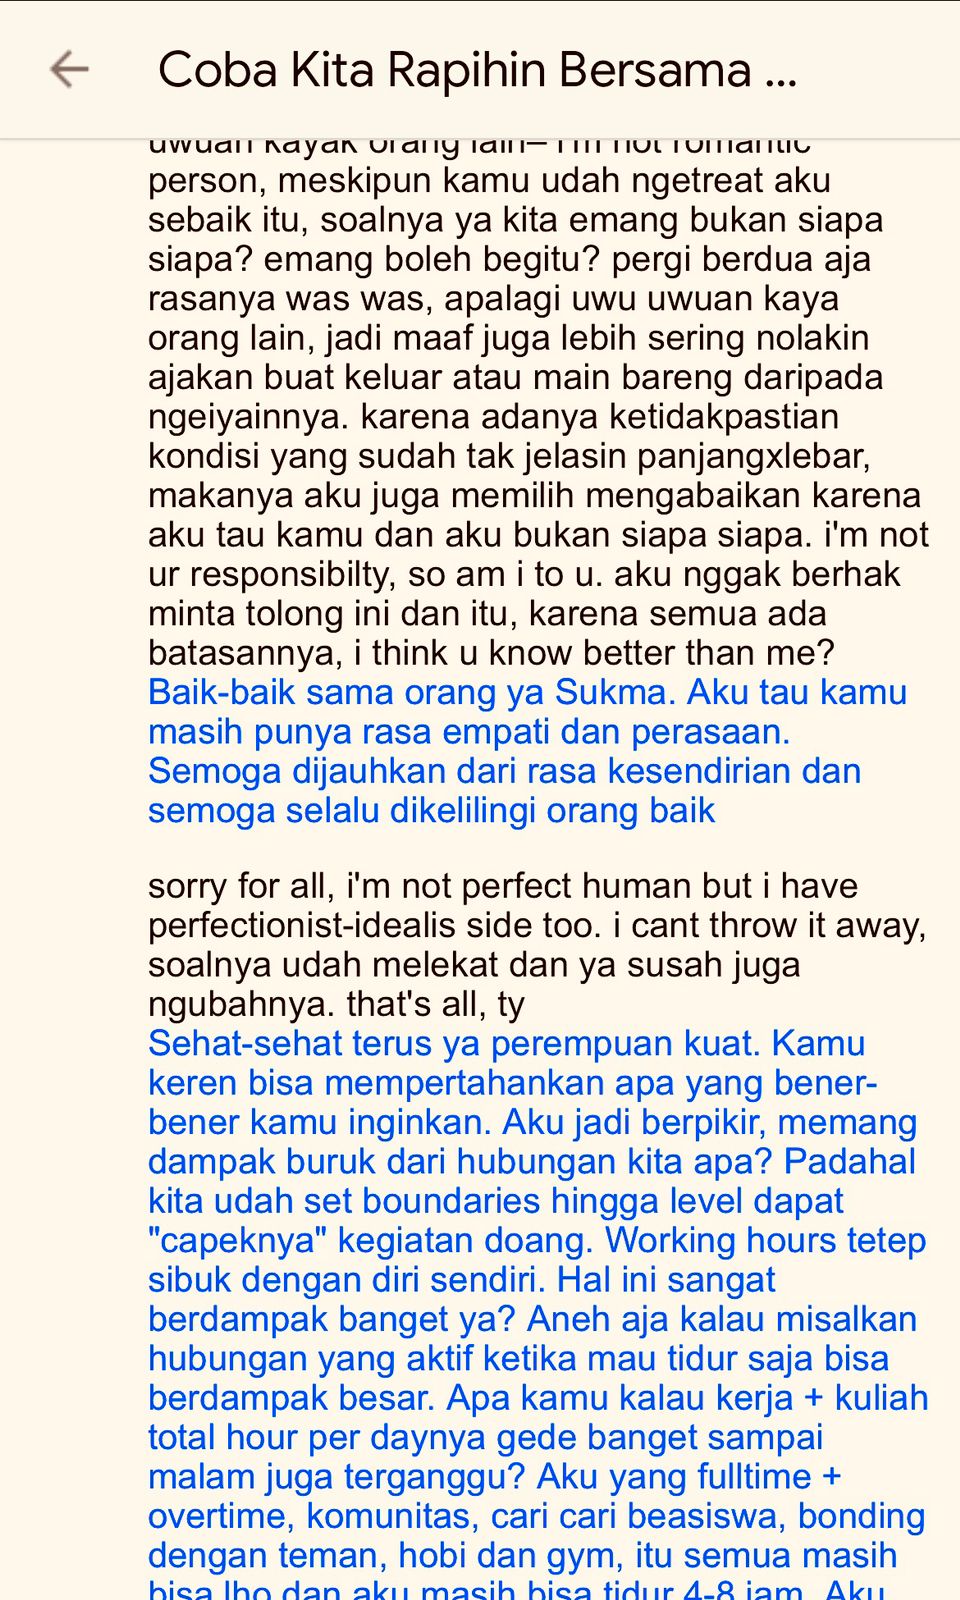 Coba Kita Rapihin Bersama ...
uwuan kayak orang lain– i'm not romantic
person, meskipun kamu udah ngetreat aku
sebaik itu, soalnya ya kita emang bukan siapa
siapa? emang boleh begitu? pergi berdua aja
rasanya was was, apalagi uwu uwuan kaya
orang lain, jadi maaf juga lebih sering nolakin
ajakan buat keluar atau main bareng daripada
ngeiyainnya. karena adanya ketidakpastian
kondisi yang sudah tak jelasin panjangxlebar,
makanya aku juga memilih mengabaikan karena
aku tau kamu dan aku bukan siapa siapa. i'm not
ur responsibilty, so am i to u. aku nggak berhak
minta tolong ini dan itu, karena semua ada
batasannya, i think u know better than me?
Baik-baik sama orang ya Sukma. Aku tau kamu
masih punya rasa empati dan perasaan.
Semoga dijauhkan dari rasa kesendirian dan
semoga selalu dikelilingi orang baik
sorry for all, i'm not perfect human but i have
perfectionist-idealis side too. i cant throw it away,
soalnya udah melekat dan ya susah juga
ngubahnya. that's all, ty
Sehat-sehat terus ya perempuan kuat. Kamu
keren bisa mempertahankan apa yang bener-
bener kamu inginkan. Aku jadi berpikir, memang
dampak buruk dari hubungan kita apa? Padahal
kita udah set boundaries hingga level dapat
"capeknya" kegiatan doang. Working hours tetep
sibuk dengan diri sendiri. Hal ini sangat
berdampak banget ya? Aneh aja kalau misalkan
hubungan yang aktif ketika mau tidur saja bisa
berdampak besar. Apa kamu kalau kerja + kuliah
total hour per daynya gede banget sampai
malam juga terganggu? Aku yang fulltime +
overtime, komunitas, cari cari beasiswa, bonding
dengan teman, hobi dan gym, itu semua masih
bisa lho dan aku masih bisa tidur 4-8 jam. Aku